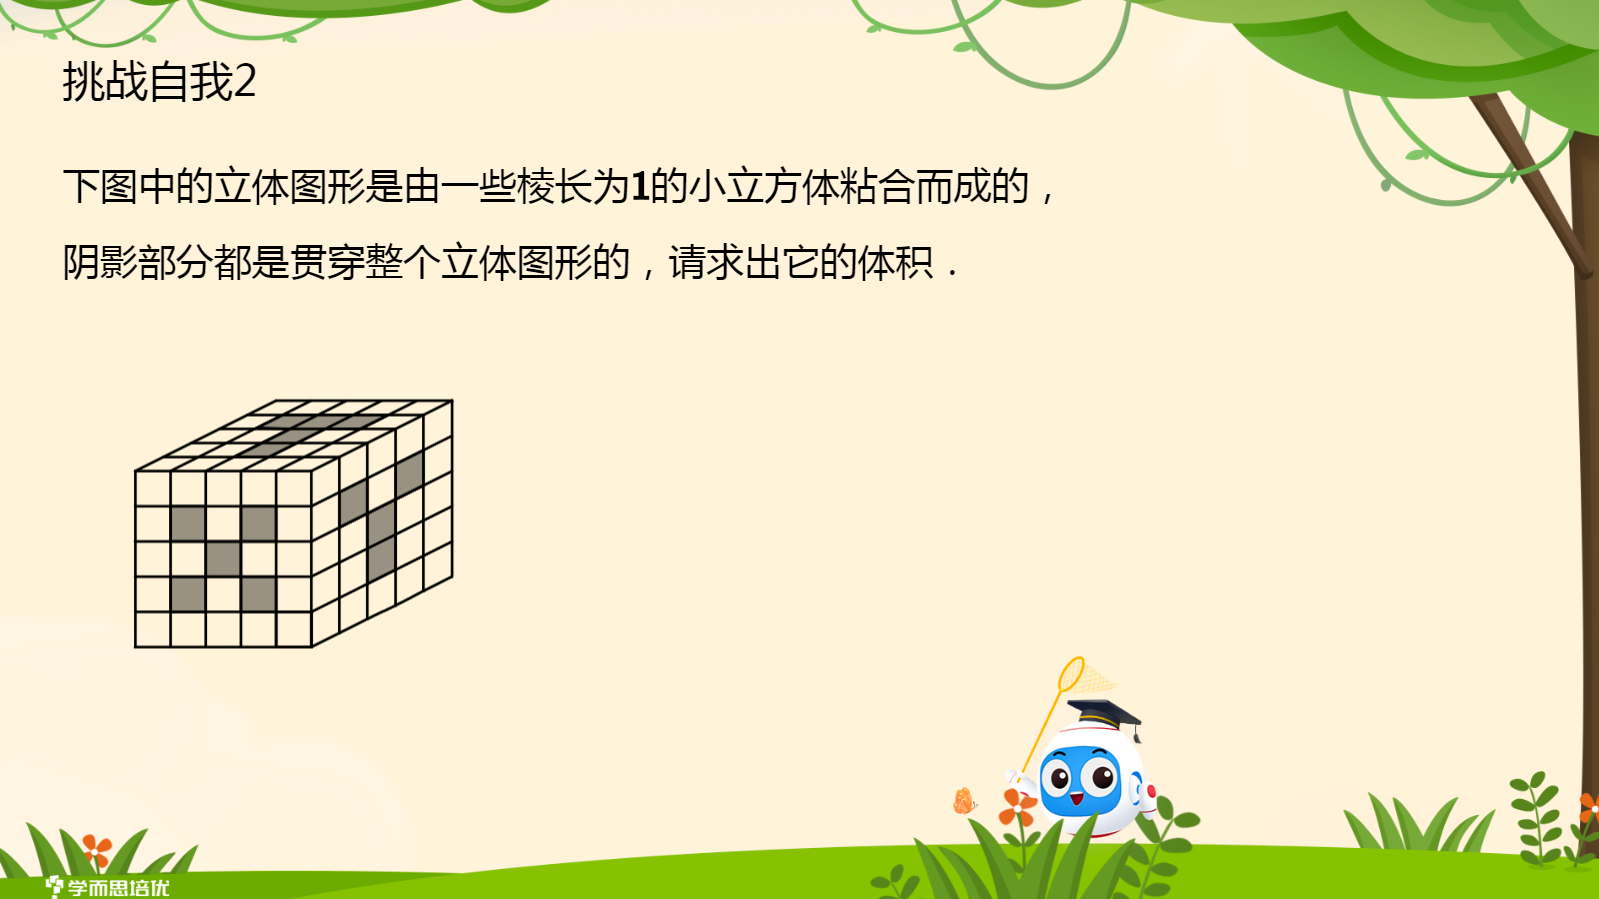 挑战自我2
下图中的立体图形是由一些棱长为1的小立方体粘合而成的，
阴影部分都是贯穿整个立体图形的，请求出它的体积．
学而思培优